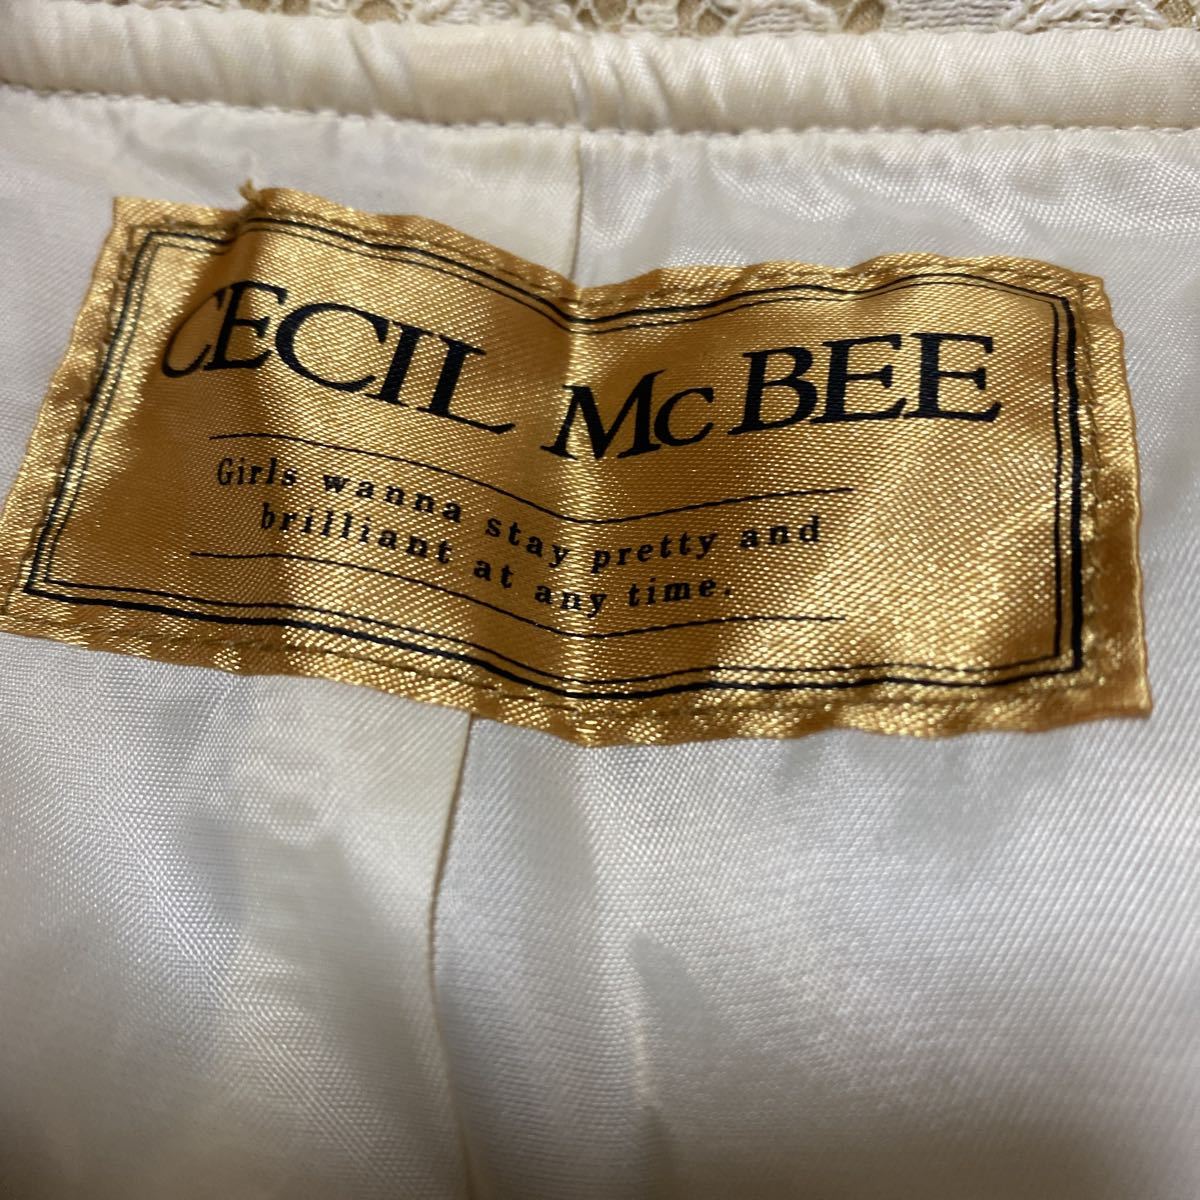 CECIL McBEE
Girls wanna stay pretty and
brilliant at any time.